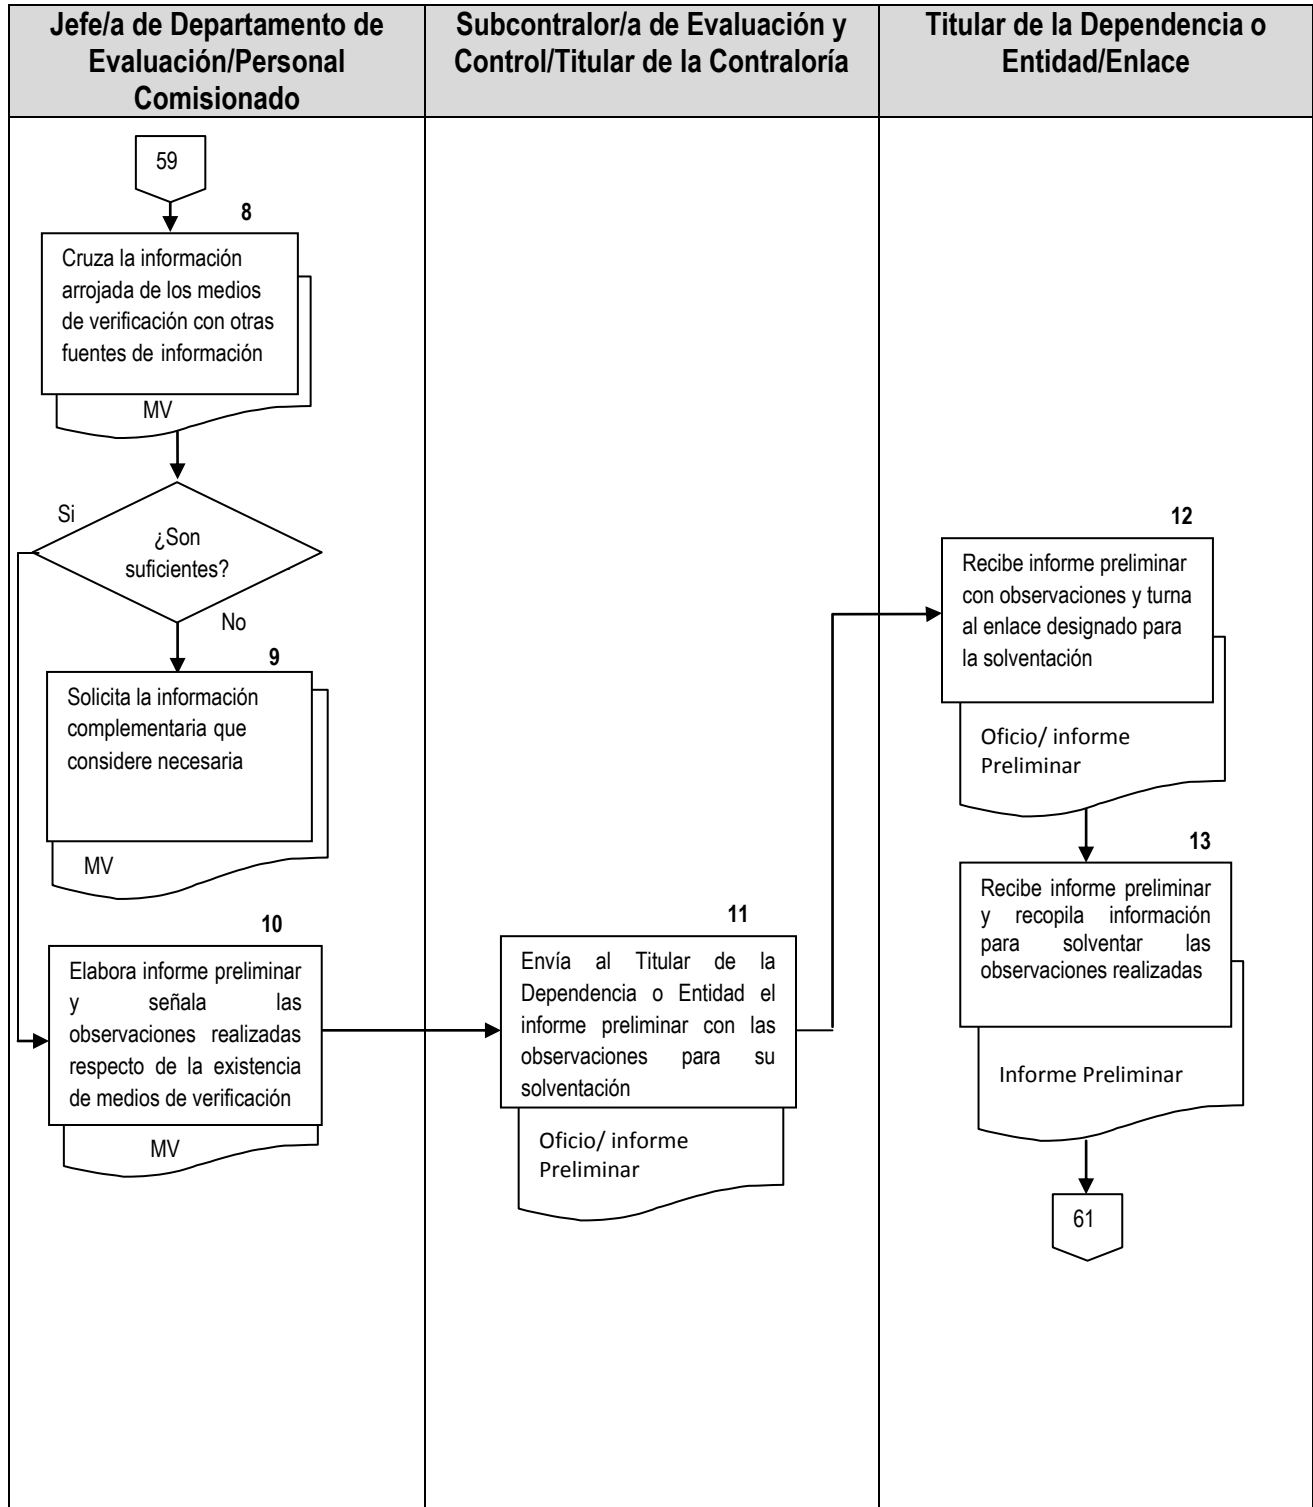 Jefe/a de Departamento de
Evaluación/Personal
Comisionado
Subcontralor/a de Evaluación y
Control/Titular de la Contraloría
Titular de la Dependencia o
Entidad/Enlace
59
8
Cruza la información
arrojada de los medios
de verificación con otras
fuentes de información
MV
Si
¿Son
suficientes?
No
9
Solicita la información
complementaria que
considere necesaria
MV
10
Elabora informe preliminar
y señala las
observaciones realizadas
respecto de la existencia
de medios de verificación
MV
11
Envía al Titular de la
Dependencia o Entidad el
informe preliminar con las
observaciones para su
solventación
Oficio/ informe
Preliminar
12
Recibe informe preliminar
con observaciones y turna
al enlace designado para
la solventación
Oficio/ informe
Preliminar
13
Recibe informe preliminar
y recopila información
para solventar las
observaciones realizadas
Informe Preliminar
61